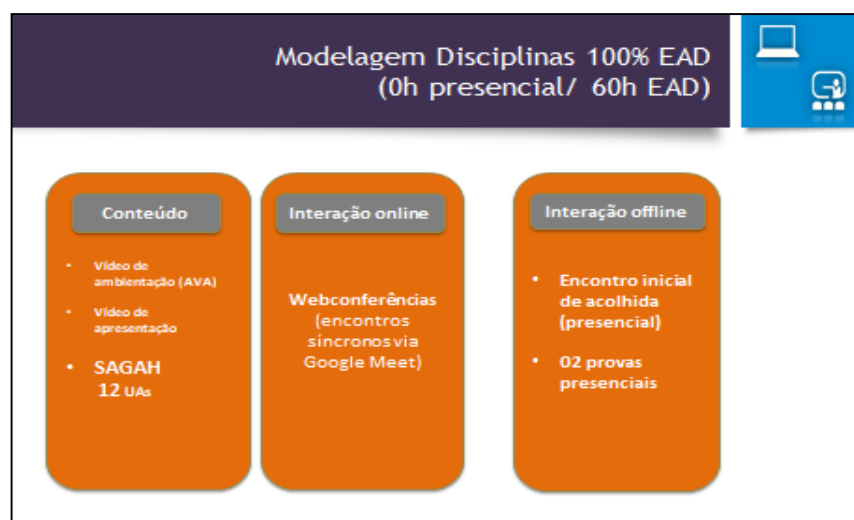 Modelagem Disciplinas 100% EAD
(0h presencial/ 60h EAD)
Conteúdo
• Vídeo de
ambientação (AVA)
• Vídeo de
apresentação
• SAGAH
12 UAs
Interação online
Webconferências
(encontros
síncronos via
Google Meet)
Interação offline
• Encontro inicial
de acolhida
(presencial)
• 02 provas
presenciais